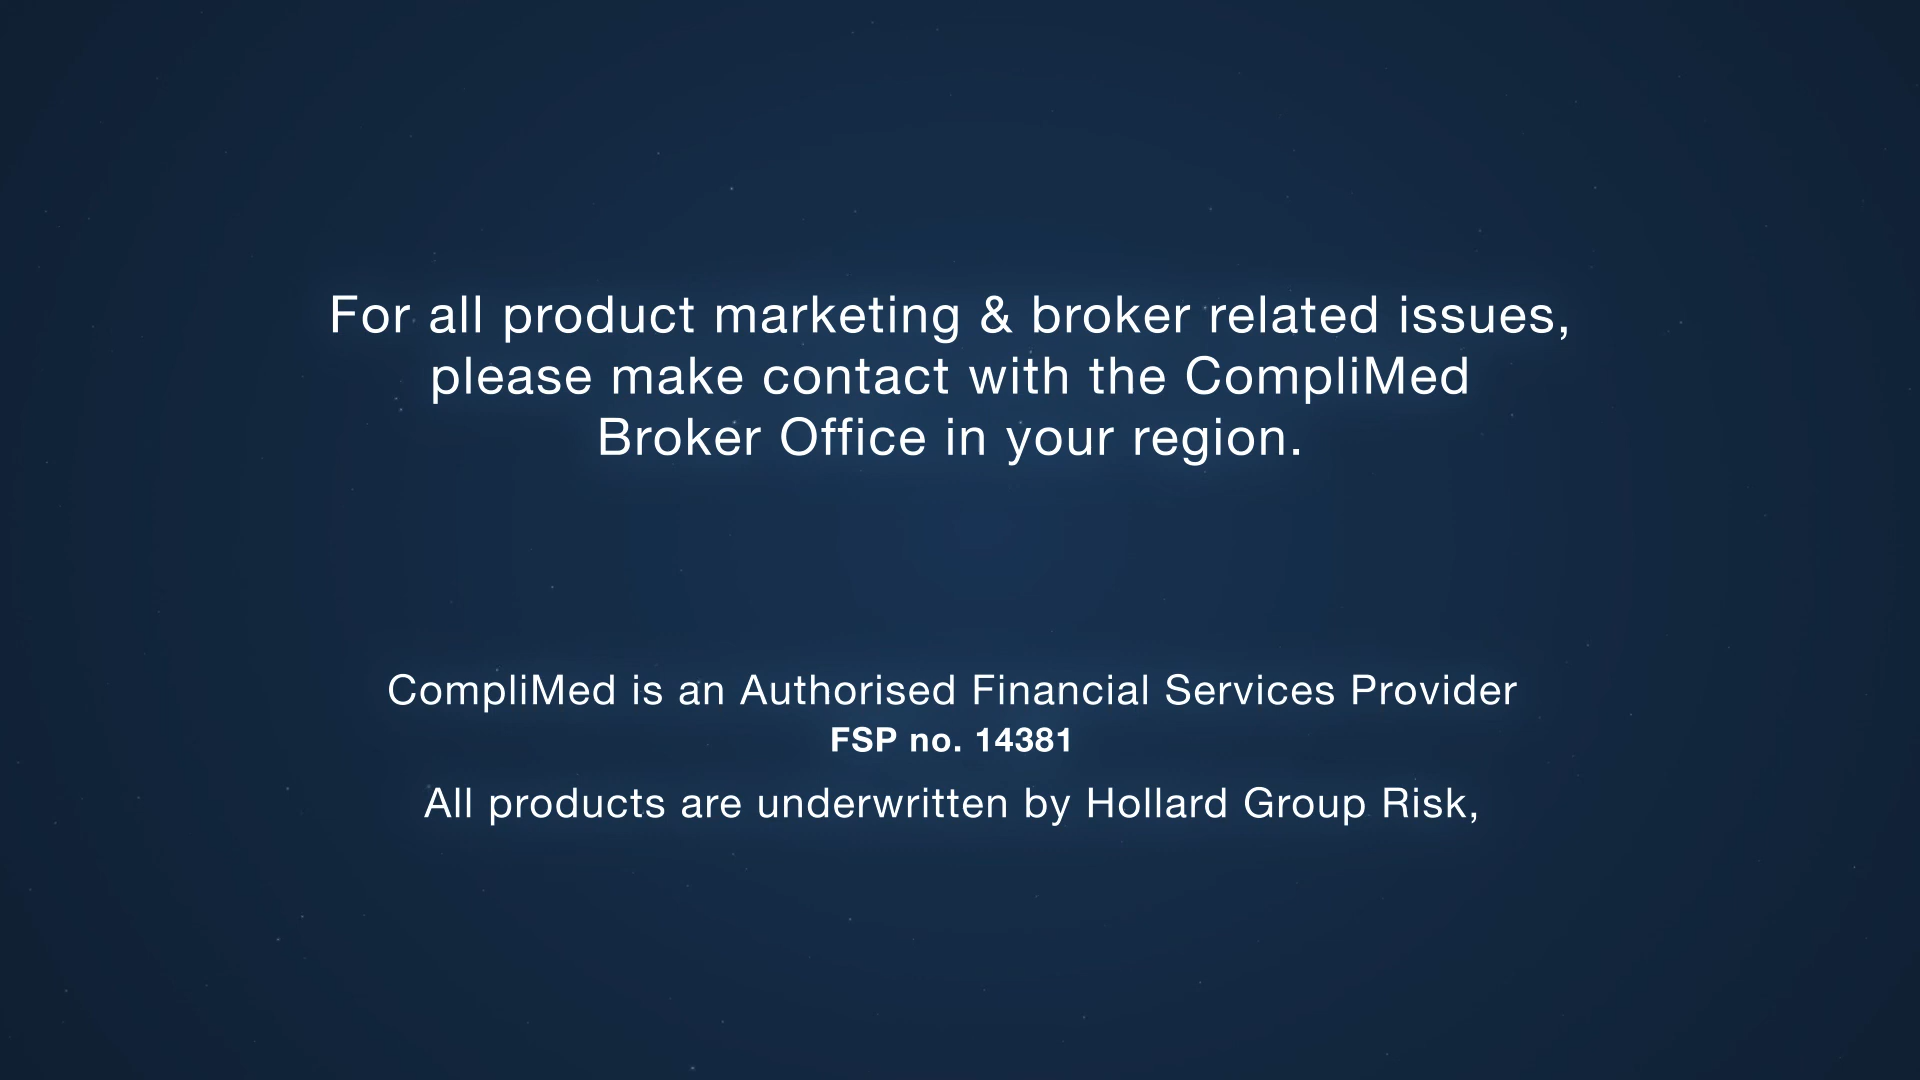 For all product marketing & broker related issues,
please make contact with the CompliMed
Broker Office in your region.
CompliMed is an Authorised Financial Services Provider
FSP no. 14381
All products are underwritten by Hollard Group Risk,